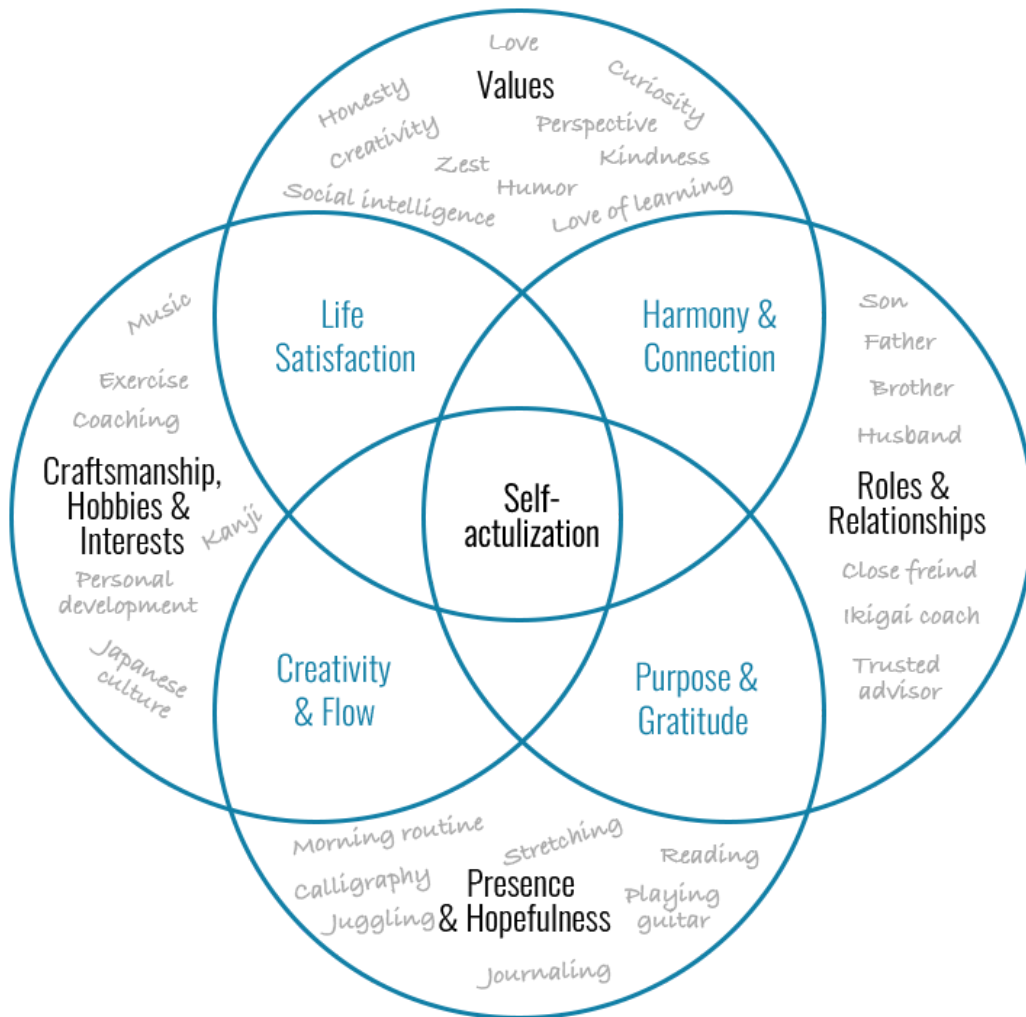 Love
Values
Curiosity
Honesty
Creativity
Perspective
Zest
Kindness
Humor
Social intelligence
Love of learning
Life
Satisfaction
Harmony &
Connection
Music
Exercise
Coaching
Craftsmanship,
Hobbies &
Interests
Kanji
Personal
development
Japanese
culture
Self-
actulization
Son
Father
Brother
Husband
Roles &
Relationships
Close freind
Ikigai coach
Trusted
advisor
Creativity
& Flow
Purpose &
Gratitude
Morning routine
Stretching
Reading
Calligraphy
Presence
& Hopefulness
Juggling
Playing
guitar
Journaling